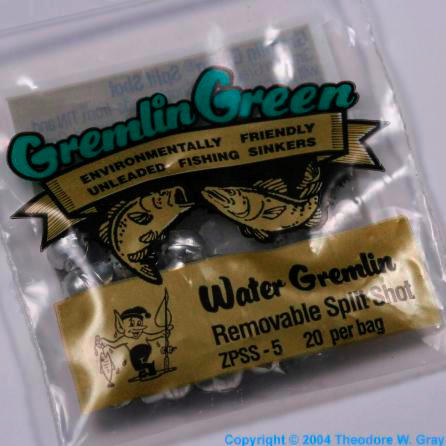 Gremlin Green
ENVIRONMENTALLY FRIENDLY
UNLEADED FISHING SINKERS
Water Gremlin
Removable Split Shot
ZPSS-5 20 per bag
Copyright © 2004 Theodore W. Gray